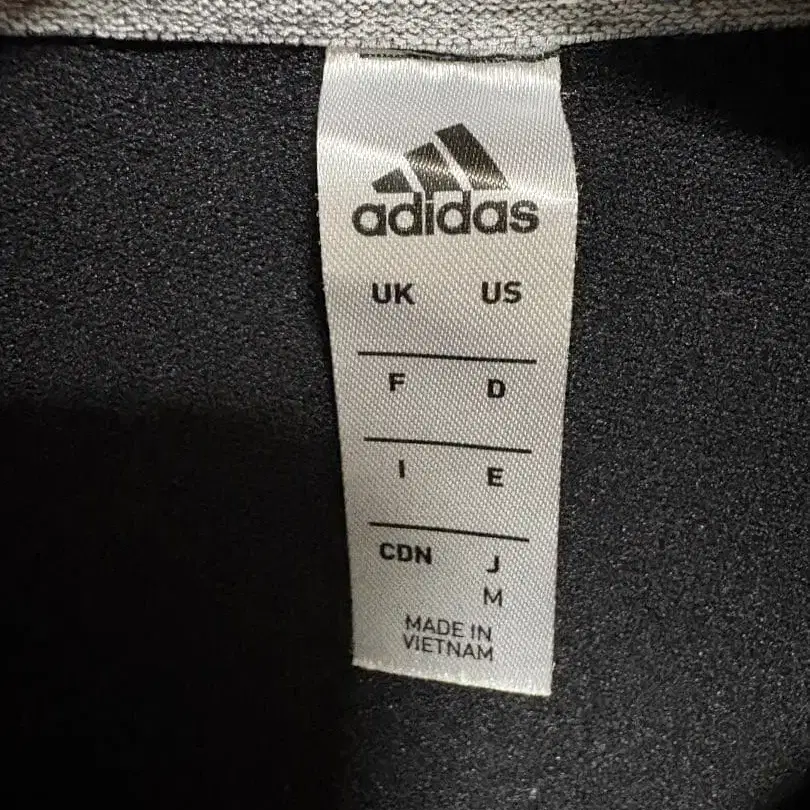 adidas
UK US
F D
I E
CDN J
M
MADE IN
VIETNAM